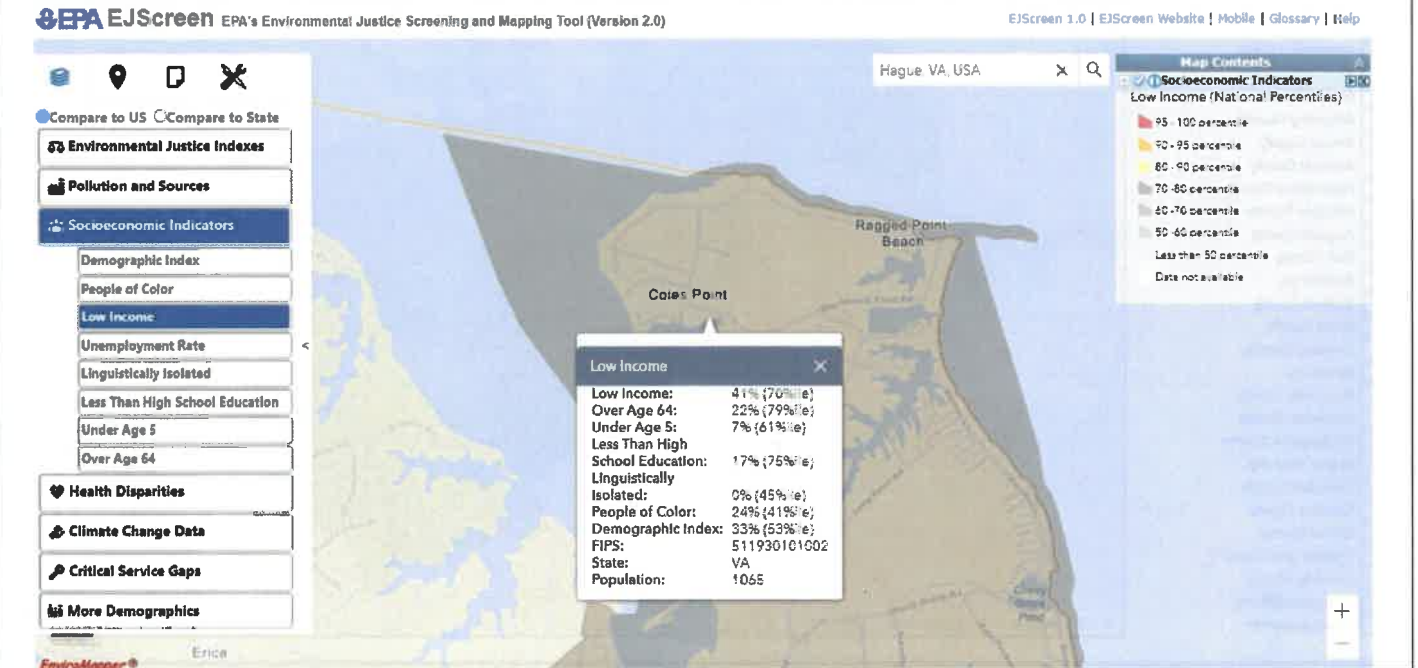 EPA EJScreen EPA's Environmental Justice Screening and Mapping Tool (Version 2.0)
EJScreen 1.0 | EJScreen Website | Mobile | Glossary | Help
Hague, VA, USA
Compare to US Compare to State
Environmental Justice Indexes
Pollution and Sources
Socioeconomic Indicators
Demographic Index
People of Color
Low Income
Unemployment Rate
Linguistically Isolated
Less Than High School Education
Under Age 5
Over Age 64
Health Disparities
Climate Change Data
Critical Service Gaps
More Demographics
Map Contents
Socioeconomic Indicators
Low Income (National Percentiles)
95 - 100 percentile
90 - 95 percentile
80 - 90 percentile
70 - 80 percentile
60 - 70 percentile
50 - 60 percentile
Less than 50 percentile
Data not available
Ragged Point
Beach
Coles Point
Low Income
Low Income: 41% (70%ile)
Over Age 64: 22% (79%ile)
Under Age 5: 7% (61%ile)
Less Than High
School Education: 17% (75%ile)
Linguistically
Isolated: 0% (45%ile)
People of Color: 24% (41%ile)
Demographic Index: 33% (53%ile)
FIPS: 511930101002
State: VA
Population: 1065
Erica
EnviroMapper